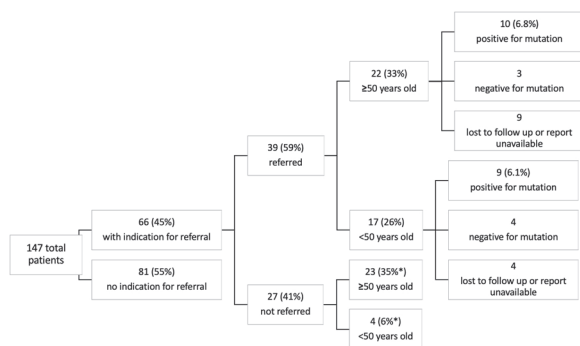 147 total
patients
66 (45%)
with indication for referral
81 (55%)
no indication for referral
39 (59%)
referred
27 (41%)
not referred
22 (33%)
≥50 years old
17 (26%)
<50 years old
23 (35%*)
≥50 years old
4 (6%*)
<50 years old
10 (6.8%)
positive for mutation
3
negative for mutation
9
lost to follow up or report
unavailable
9 (6.1%)
positive for mutation
4
negative for mutation
4
lost to follow up or report
unavailable